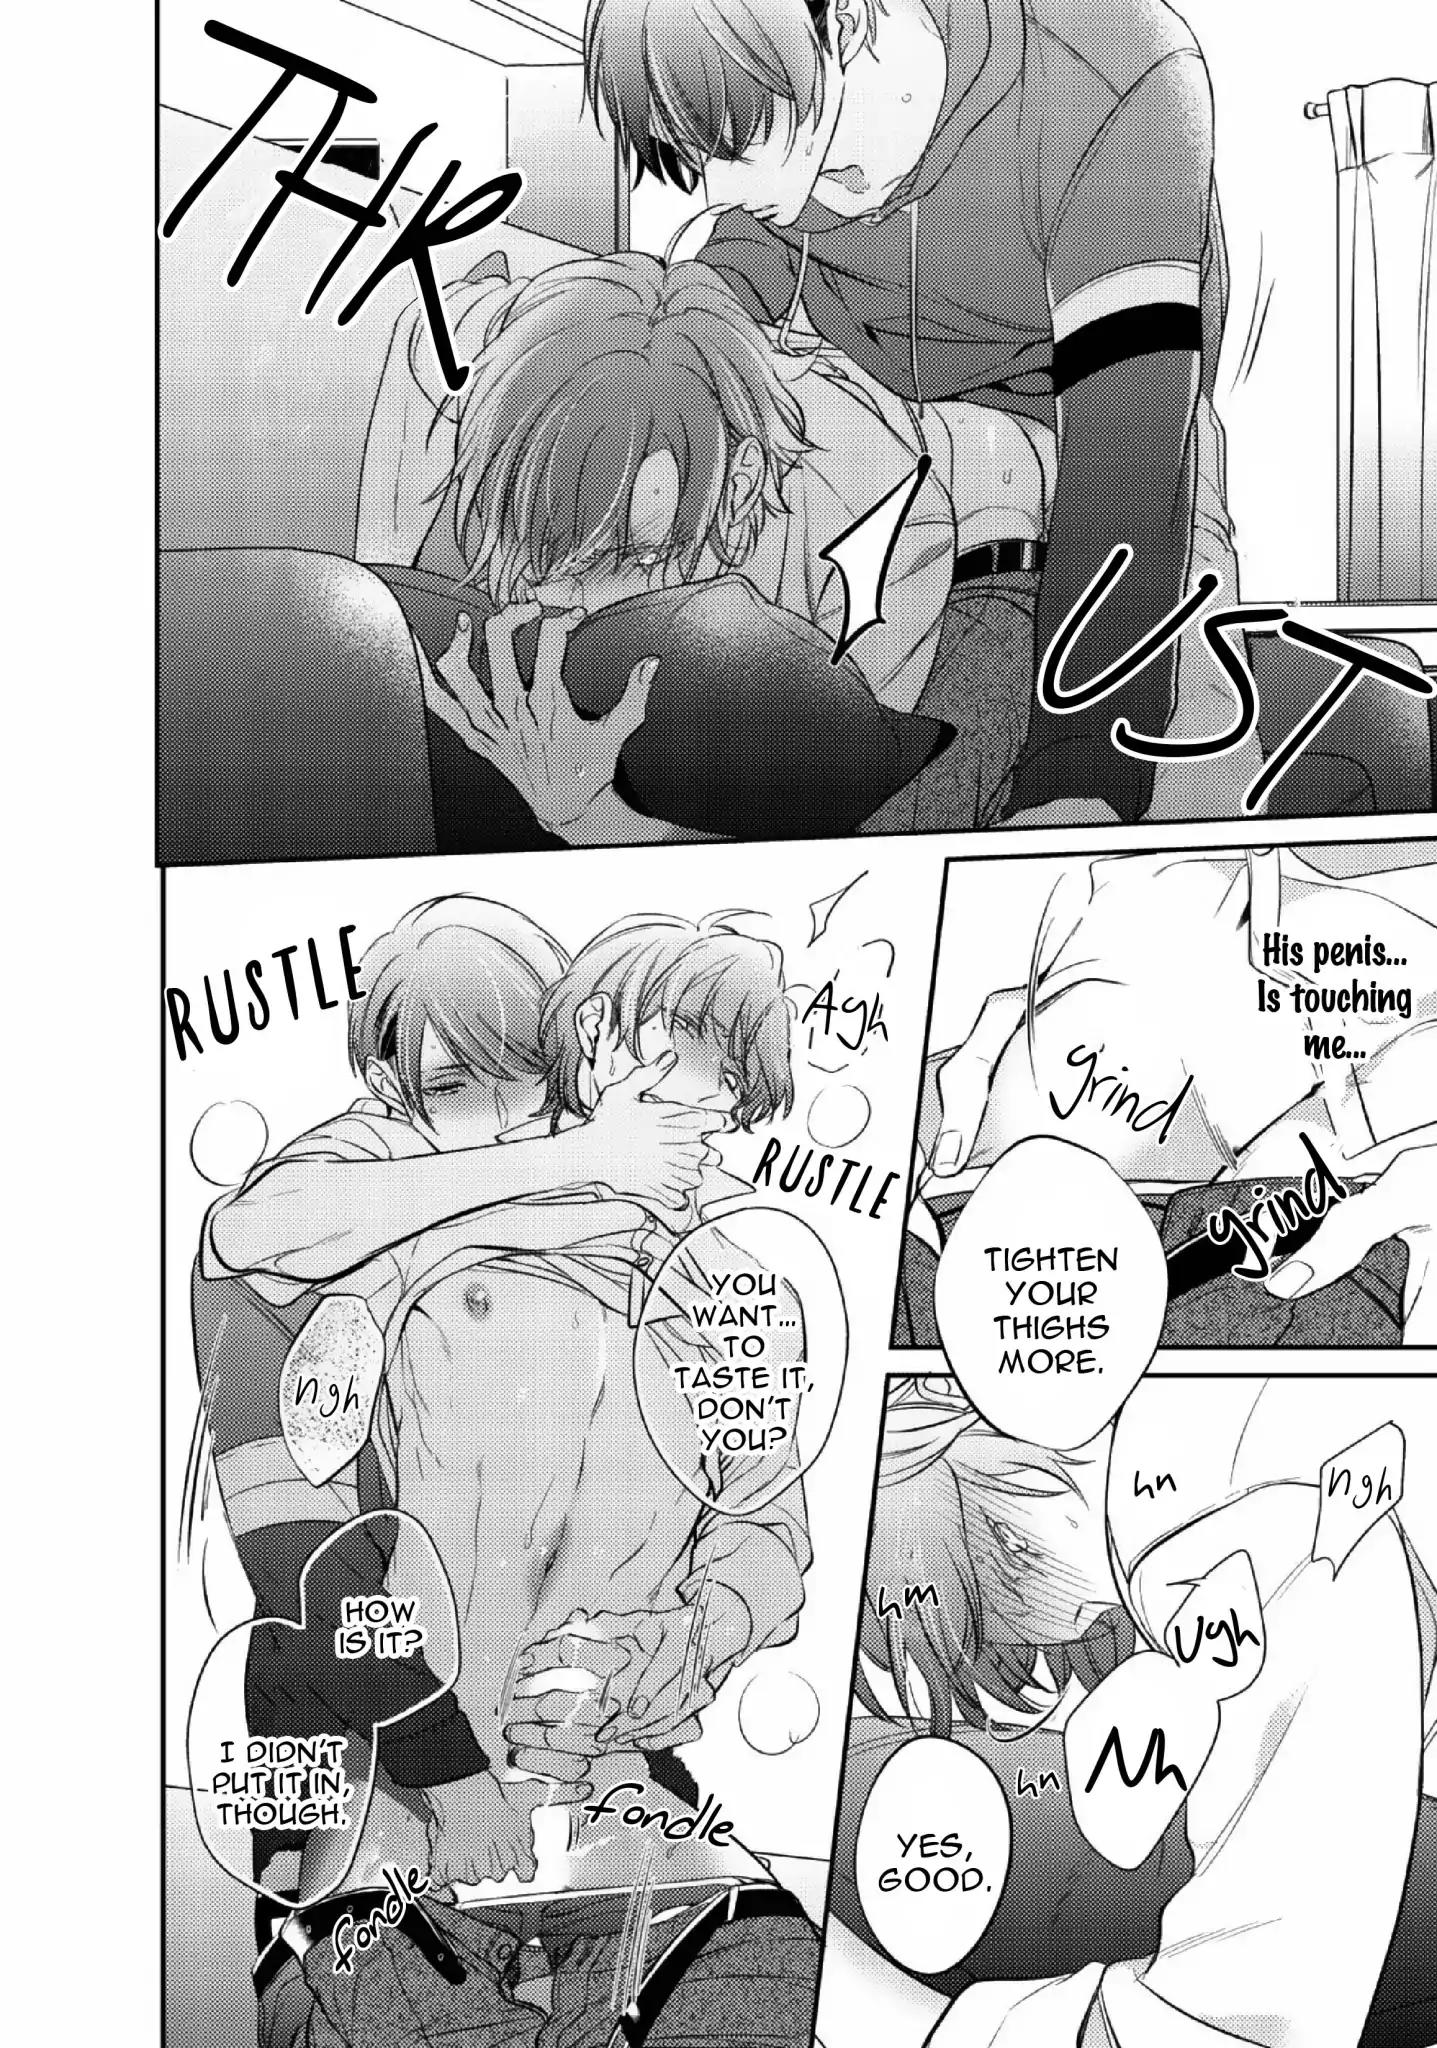 THR
UST
His penis...
Is touching
me...
grind
grind
TIGHTEN
YOUR
THIGHS
MORE.
hn
ngh
hm
Ugh
Nh
hn
YES,
GOOD.
RUSTLE
Agh
RUSTLE
YOU
WANT...
TO
TASTE IT,
DON'T
YOU?
ngh
HOW
IS IT?
I DIDN'T
PUT IT IN,
THOUGH.
fondle
fondle